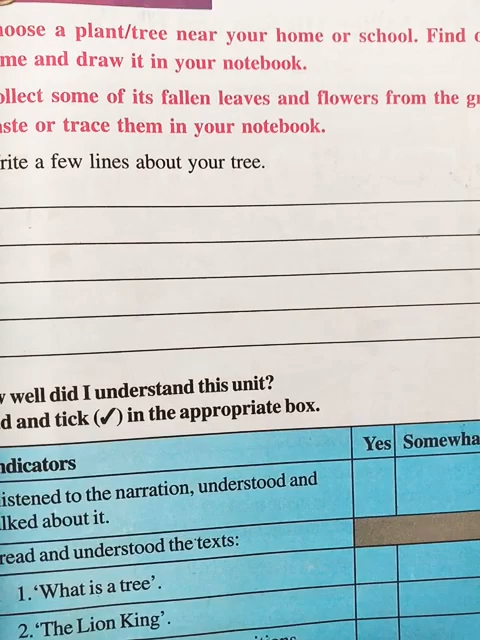 oose a plant/tree near your home or school. Find
me and draw it in your notebook.
ollect some of its fallen leaves and flowers from the gr
aste or trace them in your notebook.
rite a few lines about your tree.
w well did I understand this unit?
d and tick (✓) in the appropriate box.
ndicators Yes Somewha
istened to the narration, understood and
lked about it.
read and understood the texts:
1.‘What is a tree’.
2.‘The Lion King’.